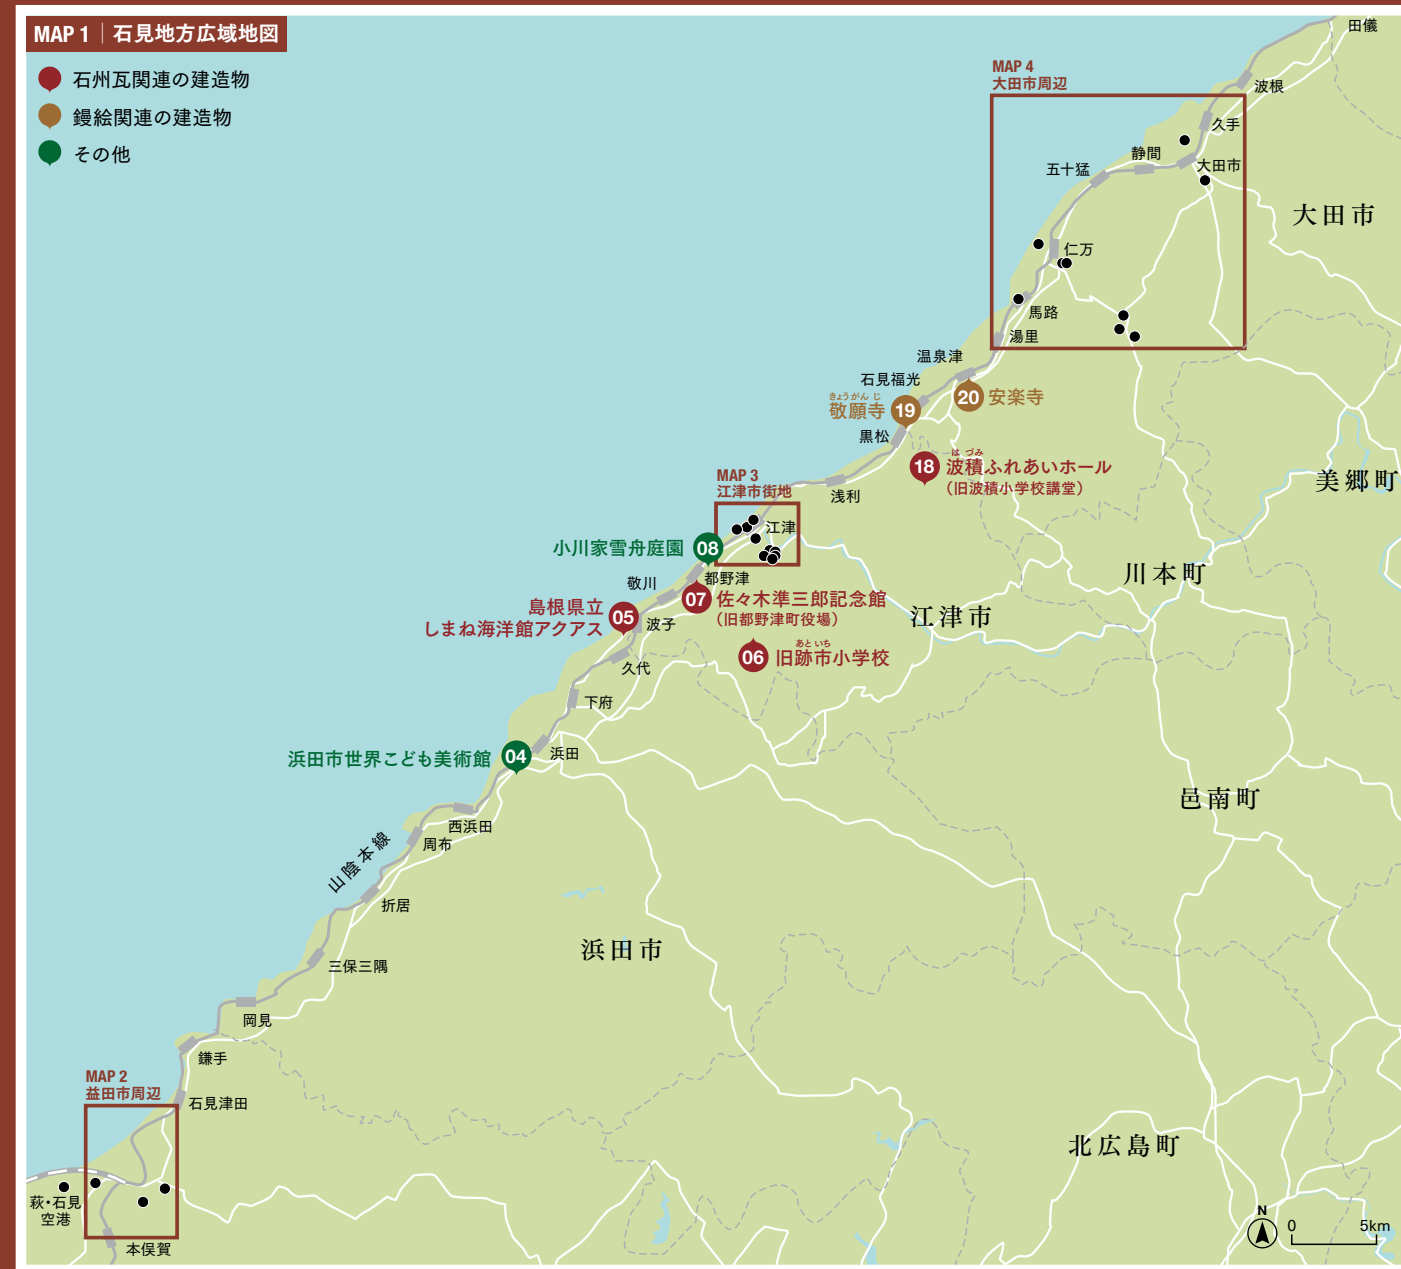 MAP 1｜石見地方広域地図
石州瓦関連の建造物
鏝絵関連の建造物
その他
田儀
波根
MAP 4
大田市周辺
久手
静間
大田市
五十猛
大田市
仁万
馬路
湯里
温泉津
石見福光
きょうがんじ
敬願寺
19
20 安楽寺
黒松
はづみ
18 波積ふれあいホール
（旧波積小学校講堂）
美郷町
MAP 3
江津市街地
浅利
江津
小川家雪舟庭園 08
都野津
川本町
敬川
07 佐々木準三郎記念館
（旧都野津町役場）
江津市
島根県立
しまね海洋館アクアス
05
波子
あといち
06 旧跡市小学校
久代
下府
浜田市世界こども美術館 04
浜田
邑南町
西浜田
周布
山陰本線
折居
浜田市
三保三隅
岡見
鎌手
MAP 2
益田市周辺
石見津田
北広島町
萩・石見
空港
本俣賀
N
0 5km